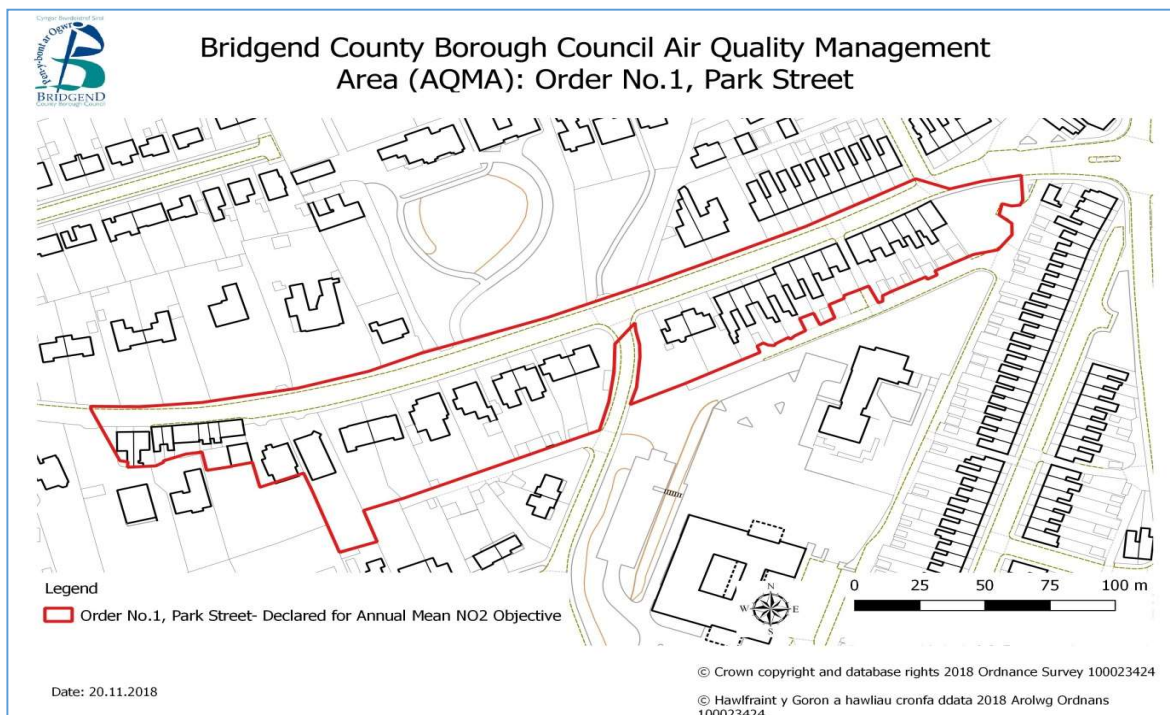 Cyngor Bwrdeistref Sirol
Pen-y-bont ar Ogwr
BRIDGEND
County Borough Council
Bridgend County Borough Council Air Quality Management
Area (AQMA): Order No.1, Park Street
Legend
Order No.1, Park Street- Declared for Annual Mean NO2 Objective
N
W E
S
0 25 50 75 100 m
Date: 20.11.2018
© Crown copyright and database rights 2018 Ordnance Survey 100023424
© Hawlfraint y Goron a hawliau cronfa ddata 2018 Arolwg Ordnans
100023424